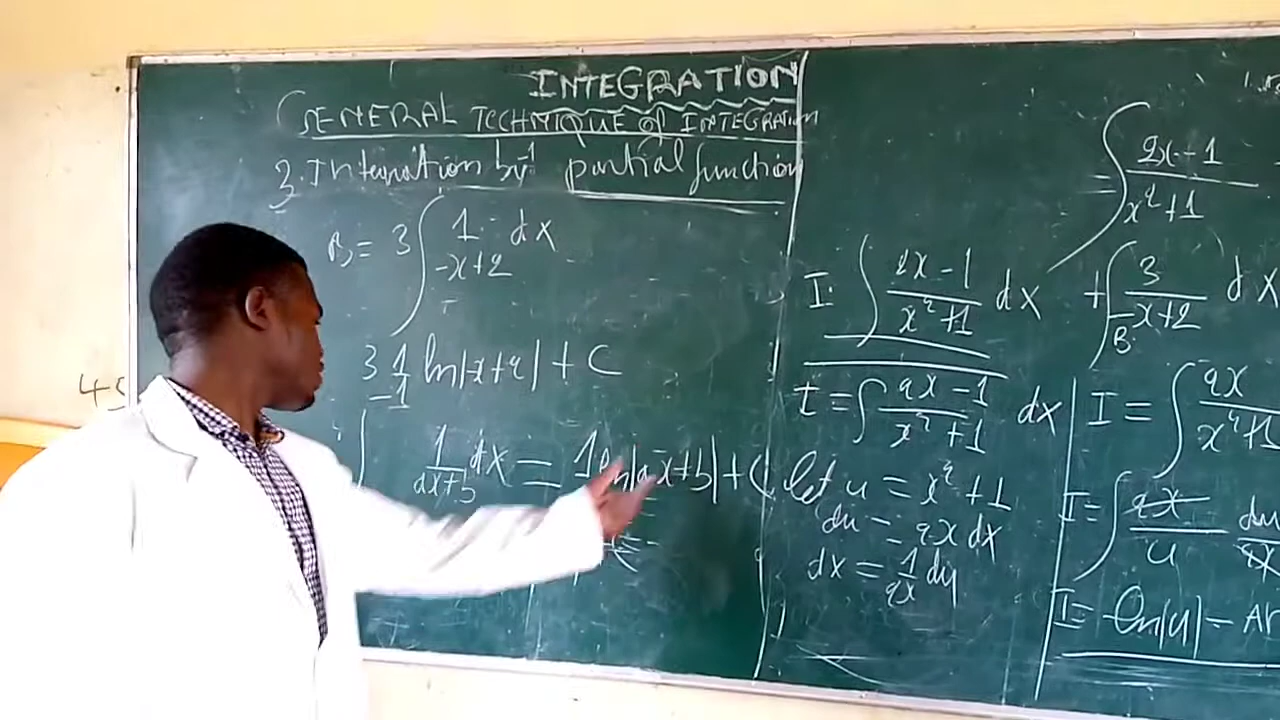 INTEGRATION
GENERAL TECHNIQUE of INTEGRATION
3. Integration by partial function
B = 3∫ 1/(-x+2) dx
3 1/-1 ln|-x+2| + C
∫ 1/(ax+b) dx = 1 ln|ax+b| + C
= ∫ (2x-1)/(x²+1)
I: ∫ (2x-1)/(x²+1) dx
+ ∫ 3/(-x+2) dx
B
I = ∫ (2x-1)/(x²+1) dx
let u = x²+1
du = 2x dx
dx = 1/2x du
I = ∫ 2x/(x²+1)
I = ∫ 2x/u du/2x
I = ln|u| - Ar